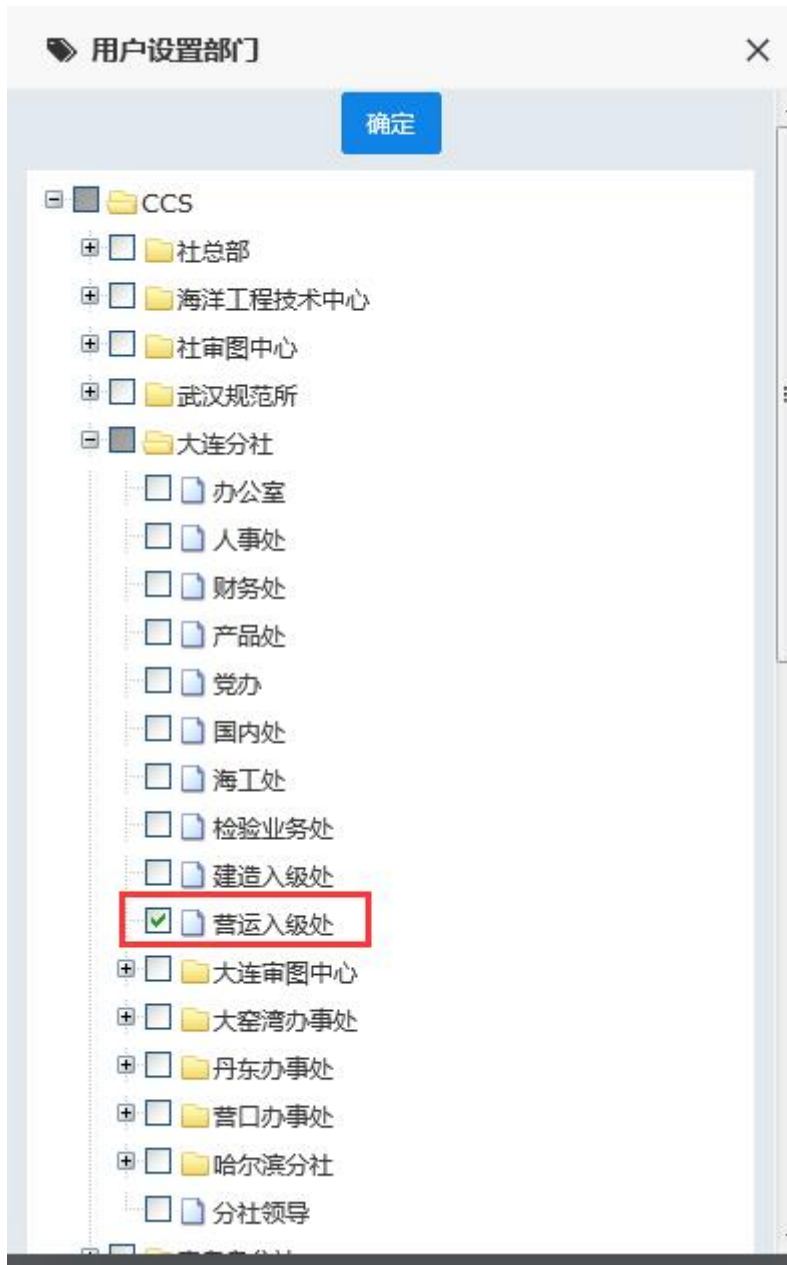 用户设置部门
确定
CCS
社总部
海洋工程技术中心
社审图中心
武汉规范所
大连分社
办公室
人事处
财务处
产品处
党办
国内处
海工处
检验业务处
建造入级处
营运入级处
大连审图中心
大窑湾办事处
丹东办事处
营口办事处
哈尔滨分社
分社领导